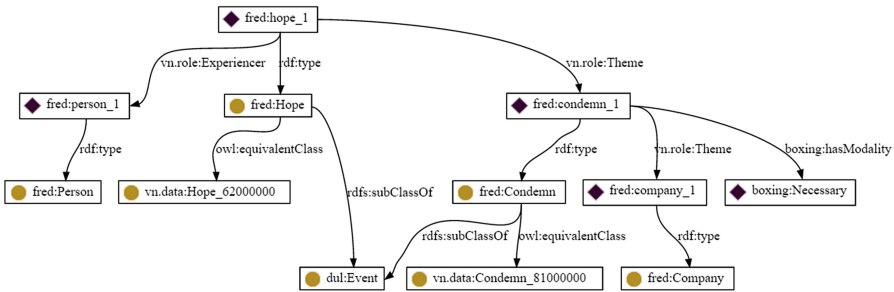 fred:hope_1
vn.role:Experiencer
rdf:type
vn.role:Theme
fred:person_1
fred:Hope
fred:condemn_1
rdf:type
owl:equivalentClass
rdf:type
vn.role:Theme
boxing:hasModality
fred:Person
vn.data:Hope_62000000
rdfs:subClassOf
fred:Condemn
fred:company_1
boxing:Necessary
rdfs:subClassOf
owl:equivalentClass
rdf:type
dul:Event
vn.data:Condemn_81000000
fred:Company